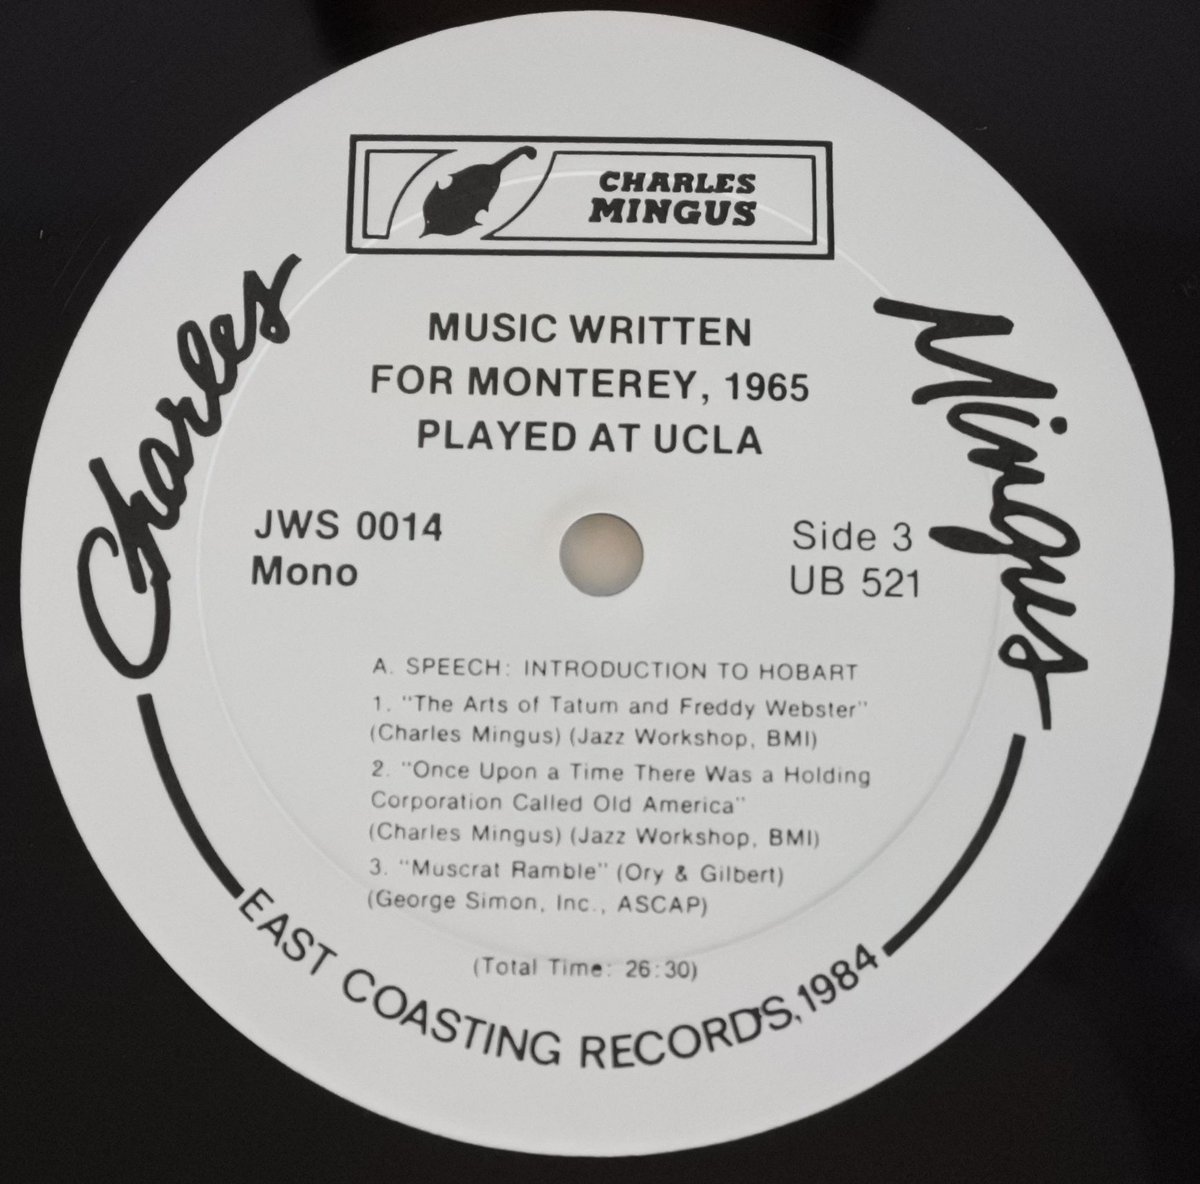 CHARLES
MINGUS
Charles Mingus
MUSIC WRITTEN
FOR MONTEREY, 1965
PLAYED AT UCLA
JWS 0014
Mono
Side 3
UB 521
A. SPEECH: INTRODUCTION TO HOBART
1. "The Arts of Tatum and Freddy Webster"
(Charles Mingus) (Jazz Workshop, BMI)
2. "Once Upon a Time There Was a Holding
Corporation Called Old America"
(Charles Mingus) (Jazz Workshop, BMI)
3. "Muscrat Ramble" (Ory & Gilbert)
(George Simon, Inc., ASCAP)
(Total Time: 26:30)
EAST COASTING RECORDS, 1984